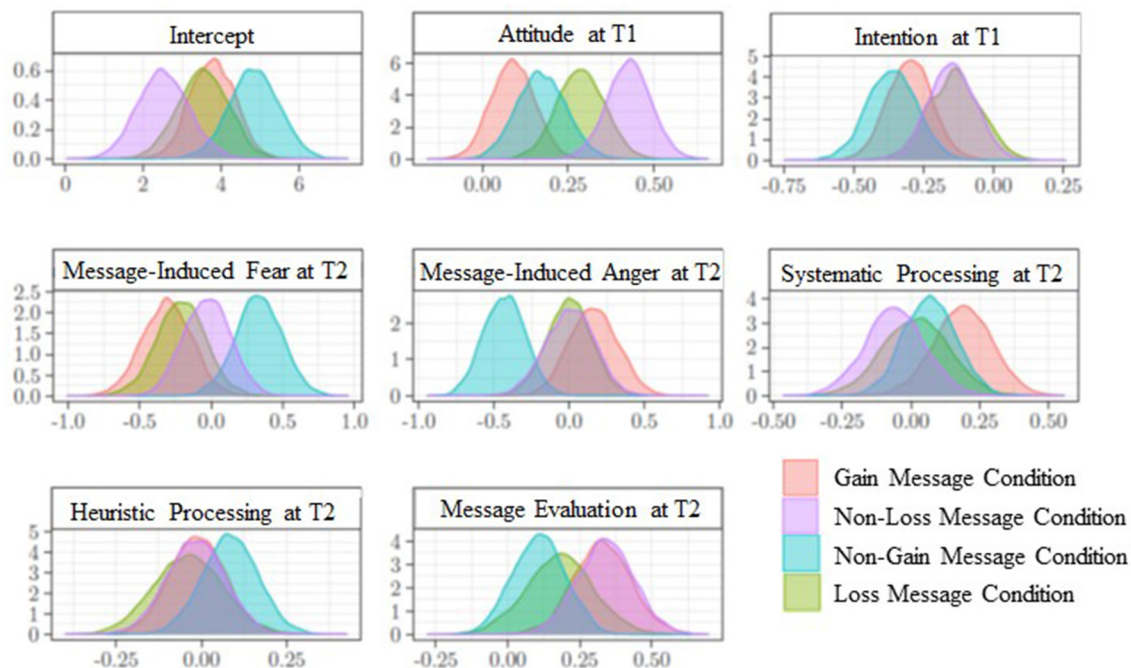 Intercept
0.6
0.4
0.2
0.0
0 2 4 6
Attitude at T1
6
4
2
0
0.00 0.25 0.50
Intention at T1
5
4
3
2
1
0
-0.75 -0.50 -0.25 0.00 0.25
Message-Induced Fear at T2
2.5
2.0
1.5
1.0
0.5
0.0
-1.0 -0.5 0.0 0.5 1.0
Message-Induced Anger at T2
2
1
0
-1.0 -0.5 0.0 0.5 1.0
Systematic Processing at T2
4
3
2
1
0
-0.50 -0.25 0.00 0.25 0.50
Heuristic Processing at T2
5
4
3
2
1
0
-0.25 0.00 0.25
Message Evaluation at T2
4
3
2
1
0
-0.25 0.00 0.25 0.50
Gain Message Condition
Non-Loss Message Condition
Non-Gain Message Condition
Loss Message Condition